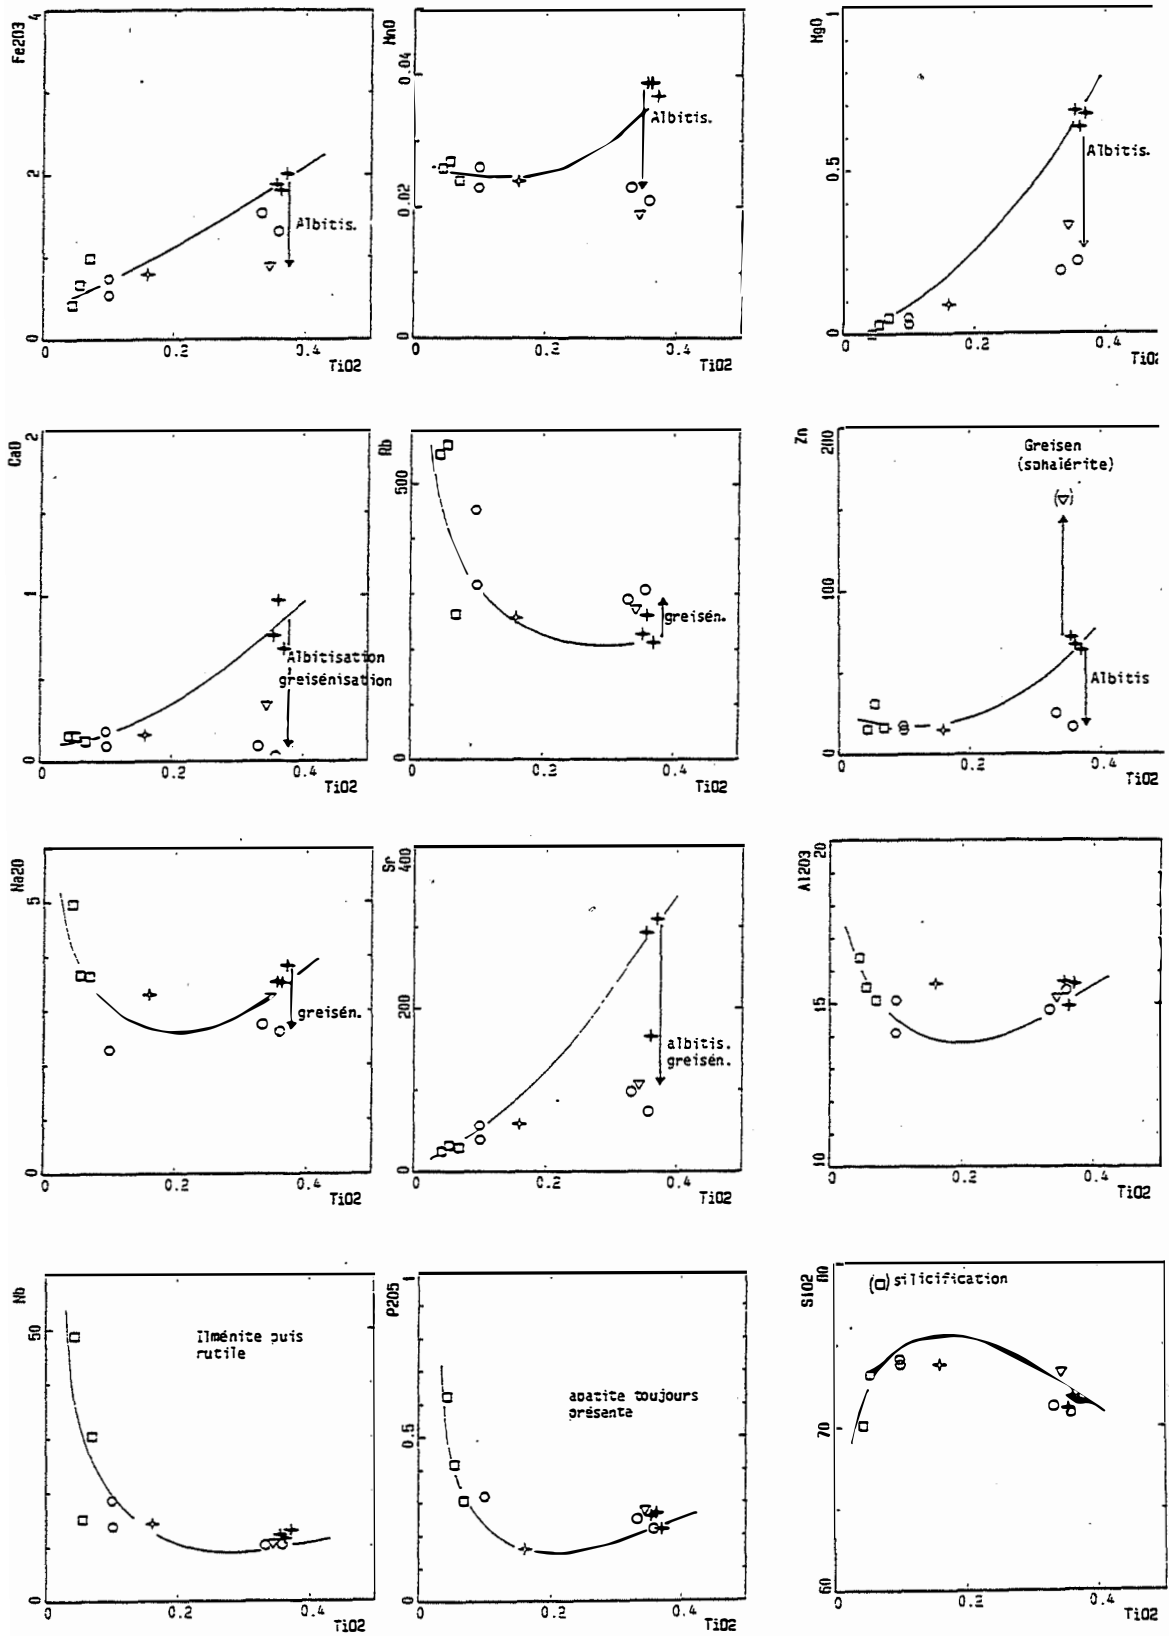 Fe2O3
4
2
0
0
0.2
0.4
TiO2
Albitis.
MnO
0.04
0.02
0
0
0.2
0.4
TiO2
Albitis.
MgO
1
0.5
0
0
0.2
0.4
Albitis.
CaO
2
1
0
0
0.2
0.4
TiO2
Albitisation
greisénisation
Rb
500
0
0
0.2
0.4
TiO2
greisén.
Zn
200
100
0
0
0.2
0.4
TiO2
Greisen
(sphalérite)
Albitis
Na2O
5
0
0
0.2
0.4
TiO2
greisén.
Sr
400
200
0
0
0.2
0.4
TiO2
albitis.
greisén.
Al2O3
20
15
10
0
0.2
0.4
TiO2
Nb
50
0
0
0.2
0.4
TiO2
Ilménite puis
rutile
P2O5
1
0.5
0
0
0.2
0.4
TiO2
apatite toujours
présente
SiO2
80
70
60
0
0.2
0.4
TiO2
silicification